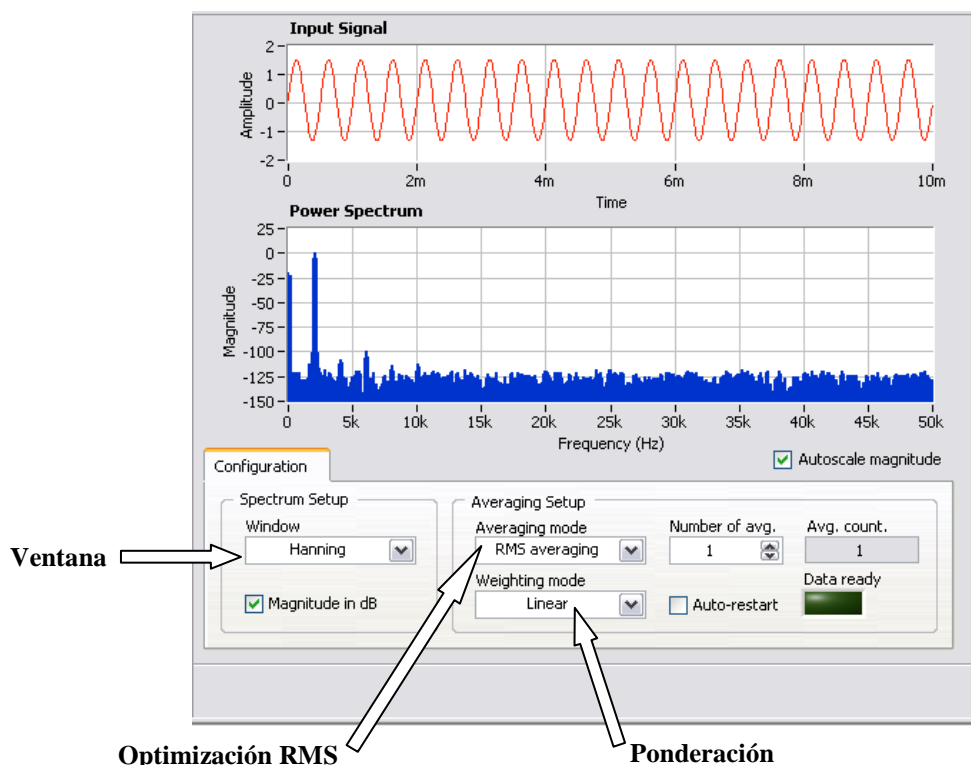 Input Signal
2
1
0
-1
-2
Amplitude
0 2m 4m 6m 8m 10m
Time
Power Spectrum
25
0
-25
-50
-75
-100
-125
-150
Magnitude
0 5k 10k 15k 20k 25k 30k 35k 40k 45k 50k
Frequency (Hz)
Autoscale magnitude
Configuration
Spectrum Setup
Window
Hanning
Magnitude in dB
Averaging Setup
Averaging mode
RMS averaging
Weighting mode
Linear
Number of avg.
1
Auto-restart
Avg. count.
1
Data ready
Ventana
Optimización RMS
Ponderación